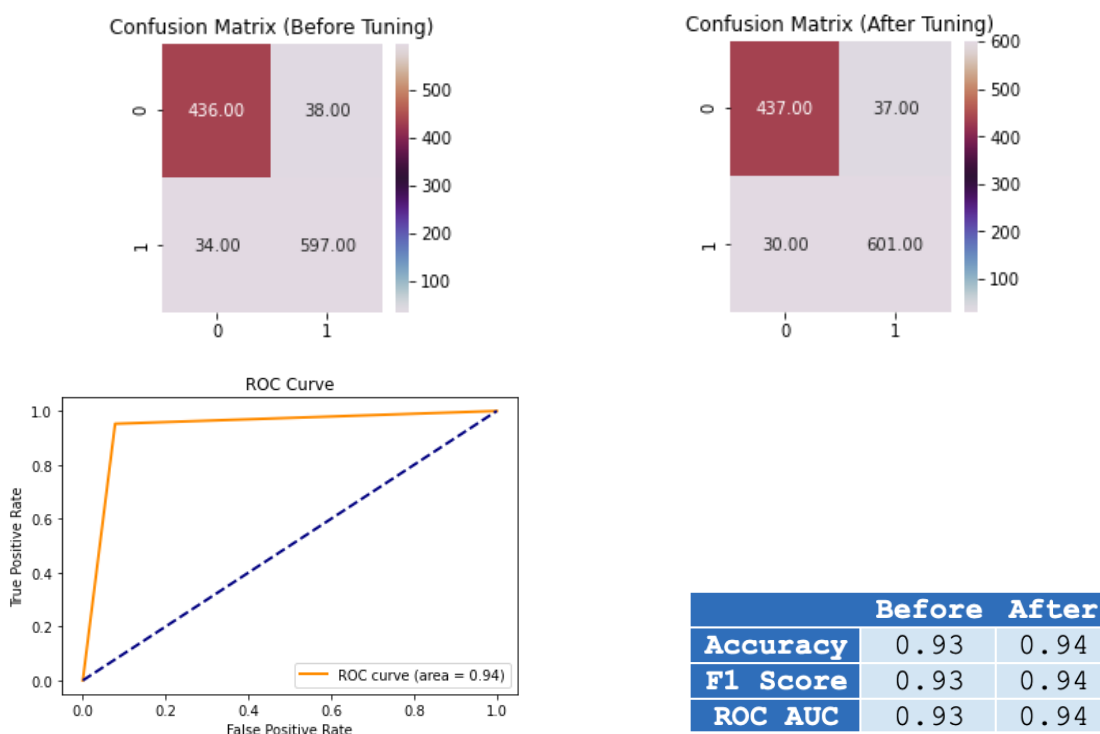 Confusion Matrix (Before Tuning)
0
436.00 38.00
1
34.00 597.00
0 1
500
400
300
200
100
Confusion Matrix (After Tuning)
0
437.00 37.00
1
30.00 601.00
0 1
600
500
400
300
200
100
ROC Curve
True Positive Rate
1.0
0.8
0.6
0.4
0.2
0.0
ROC curve (area = 0.94)
0.0 0.2 0.4 0.6 0.8 1.0
False Positive Rate
Before After
Accuracy 0.93 0.94
F1 Score 0.93 0.94
ROC AUC 0.93 0.94